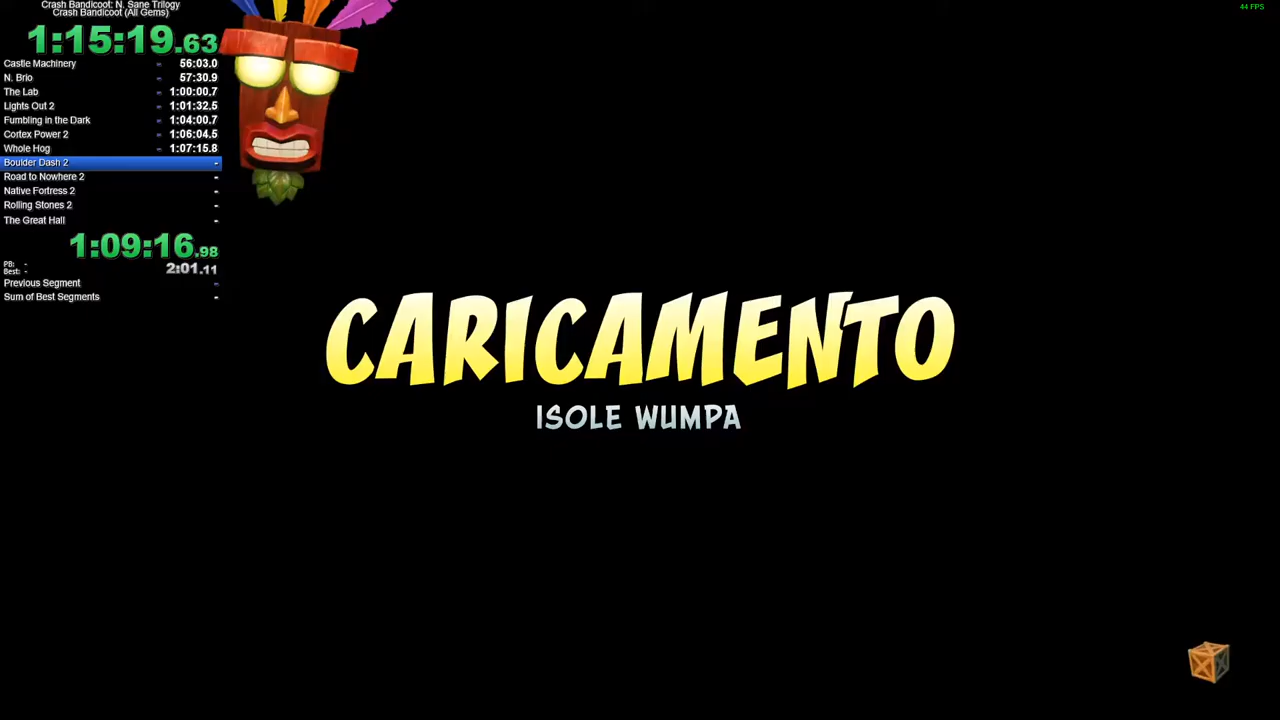 Crash Bandicoot: N. Sane Trilogy
Crash Bandicoot (All Gems)
1:15:19.63
Castle Machinery - 56:03.0
N. Brio - 57:30.9
The Lab - 1:00:00.7
Lights Out 2 - 1:01:32.5
Fumbling in the Dark - 1:04:00.7
Cortex Power 2 - 1:06:04.5
Whole Hog - 1:07:15.8
Boulder Dash 2 -
Road to Nowhere 2 -
Native Fortress 2 -
Rolling Stones 2 -
The Great Hall -
1:09:16.98
PB: -
Best: - 2:01.11
Previous Segment -
Sum of Best Segments -
44 FPS
CARICAMENTO
ISOLE WUMPA